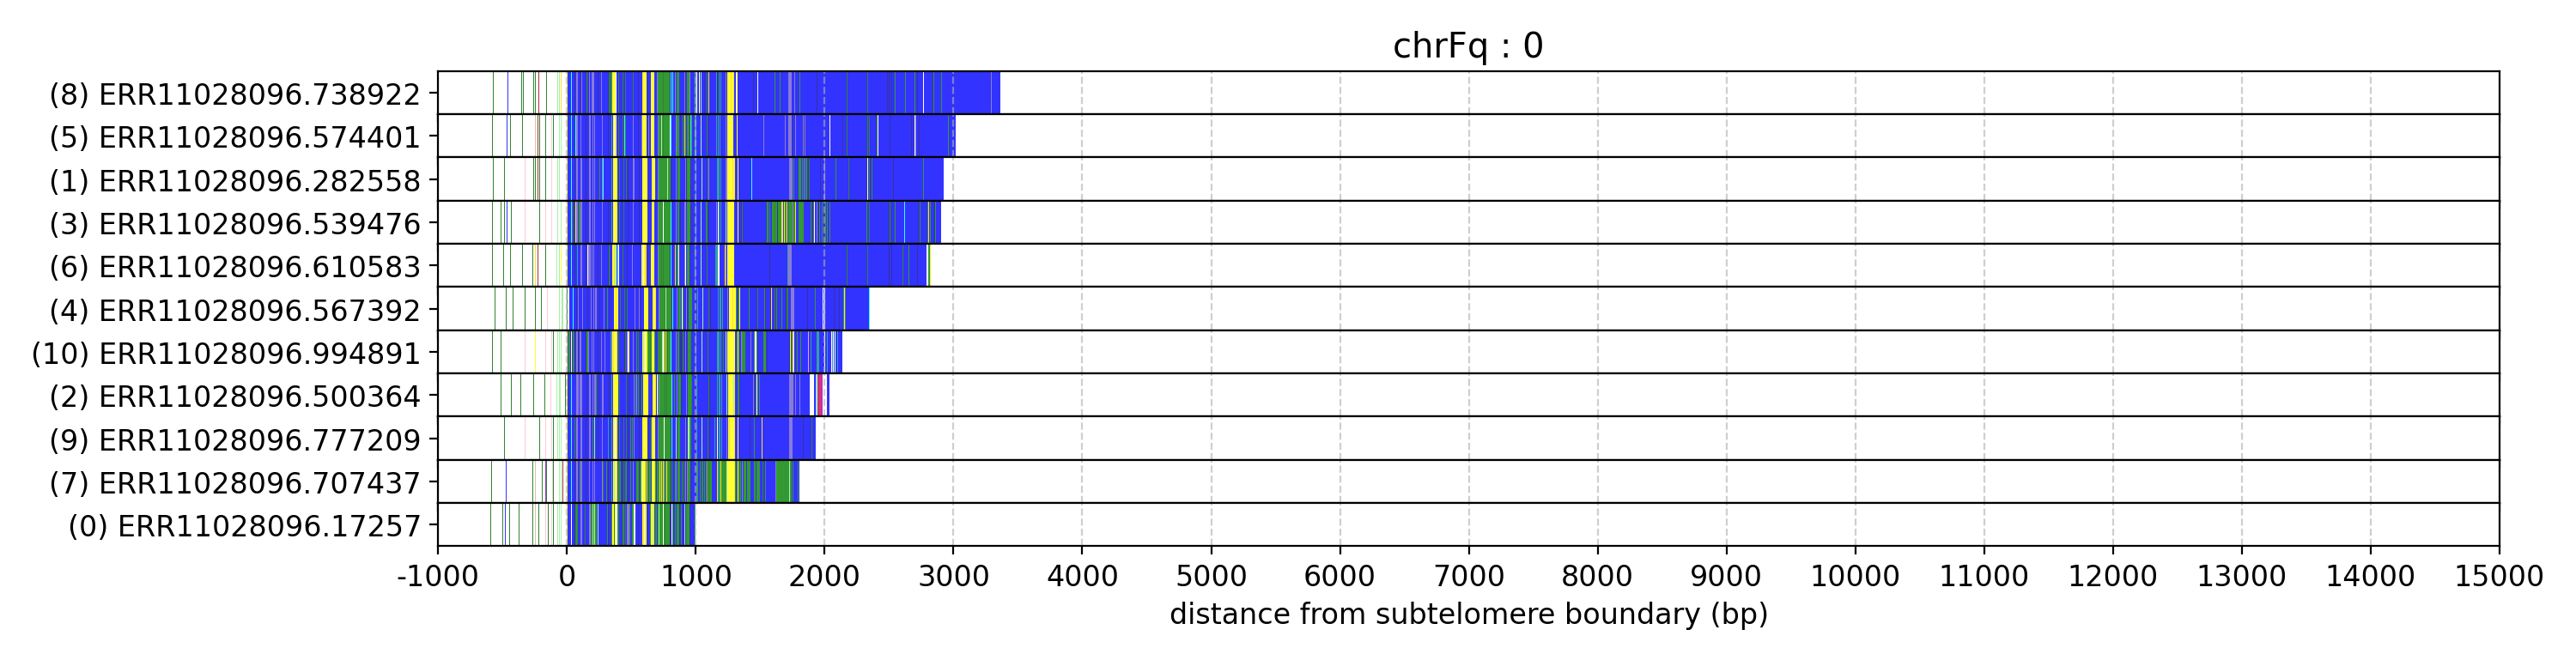 chrFq : 0
(8) ERR11028096.738922
(5) ERR11028096.574401
(1) ERR11028096.282558
(3) ERR11028096.539476
(6) ERR11028096.610583
(4) ERR11028096.567392
(10) ERR11028096.994891
(2) ERR11028096.500364
(9) ERR11028096.777209
(7) ERR11028096.707437
(0) ERR11028096.17257
-1000 0 1000 2000 3000 4000 5000 6000 7000 8000 9000 10000 11000 12000 13000 14000 15000
distance from subtelomere boundary (bp)